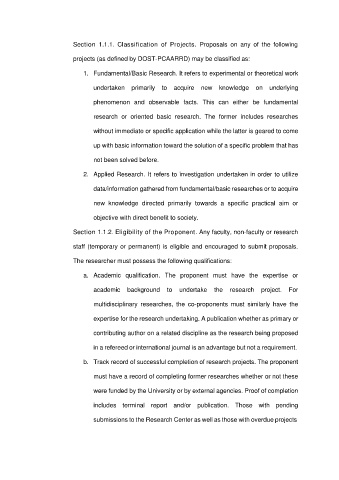 Section 1.1.1. Classification of Projects. Proposals on any of the following
projects (as defined by DOST-PCAARRD) may be classified as:
1. Fundamental/Basic Research. It refers to experimental or theoretical work
undertaken primarily to acquire new knowledge on underlying
phenomenon and observable facts. This can either be fundamental
research or oriented basic research. The former includes researches
without immediate or specific application while the latter is geared to come
up with basic information toward the solution of a specific problem that has
not been solved before.
2. Applied Research. It refers to investigation undertaken in order to utilize
data/information gathered from fundamental/basic researches or to acquire
new knowledge directed primarily towards a specific practical aim or
objective with direct benefit to society.
Section 1.1.2. Eligibility of the Proponent. Any faculty, non-faculty or research
staff (temporary or permanent) is eligible and encouraged to submit proposals.
The researcher must possess the following qualifications:
a. Academic qualification. The proponent must have the expertise or
academic background to undertake the research project. For
multidisciplinary researches, the co-proponents must similarly have the
expertise for the research undertaking. A publication whether as primary or
contributing author on a related discipline as the research being proposed
in a refereed or international journal is an advantage but not a requirement.
b. Track record of successful completion of research projects. The proponent
must have a record of completing former researches whether or not these
were funded by the University or by external agencies. Proof of completion
includes terminal report and/or publication. Those with pending
submissions to the Research Center as well as those with overdue projects